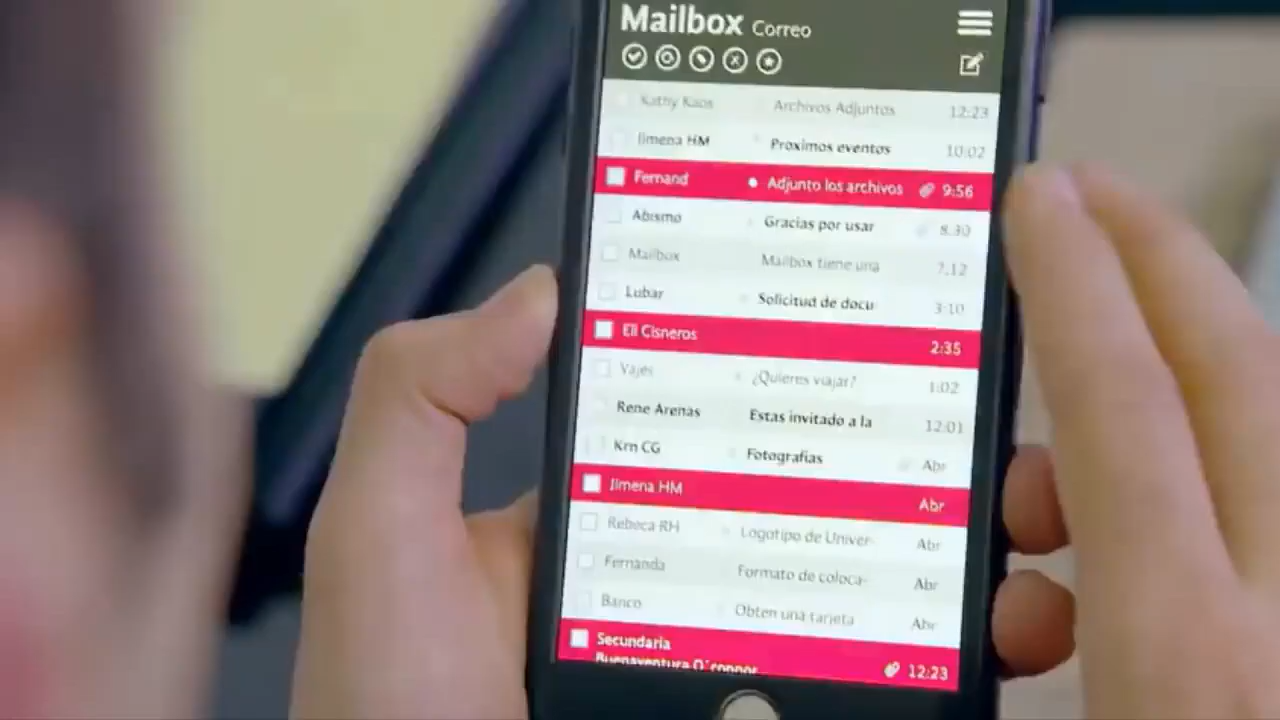 Mailbox Correo
Kathy Kaos Archivos Adjuntos 12:23
Jimena HM Proximos eventos 10:02
Fernand Adjunto los archivos 9:56
Abismo Gracias por usar 8:30
Mailbox Mailbox tiene una 7:12
Lubar Solicitud de docu 3:10
Eli Cisneros 2:35
Vajes ¿Quieres viajar? 1:02
Rene Arenas Estas invitado a la 12:01
Krn CG Fotografias Abr
Jimena HM Abr
Rebeca RH Logotipo de Univer- Abr
Fernanda Formato de coloca- Abr
Banco Obten una tarjeta Abr
Secundaria 12:23
Buenaventura O´connor